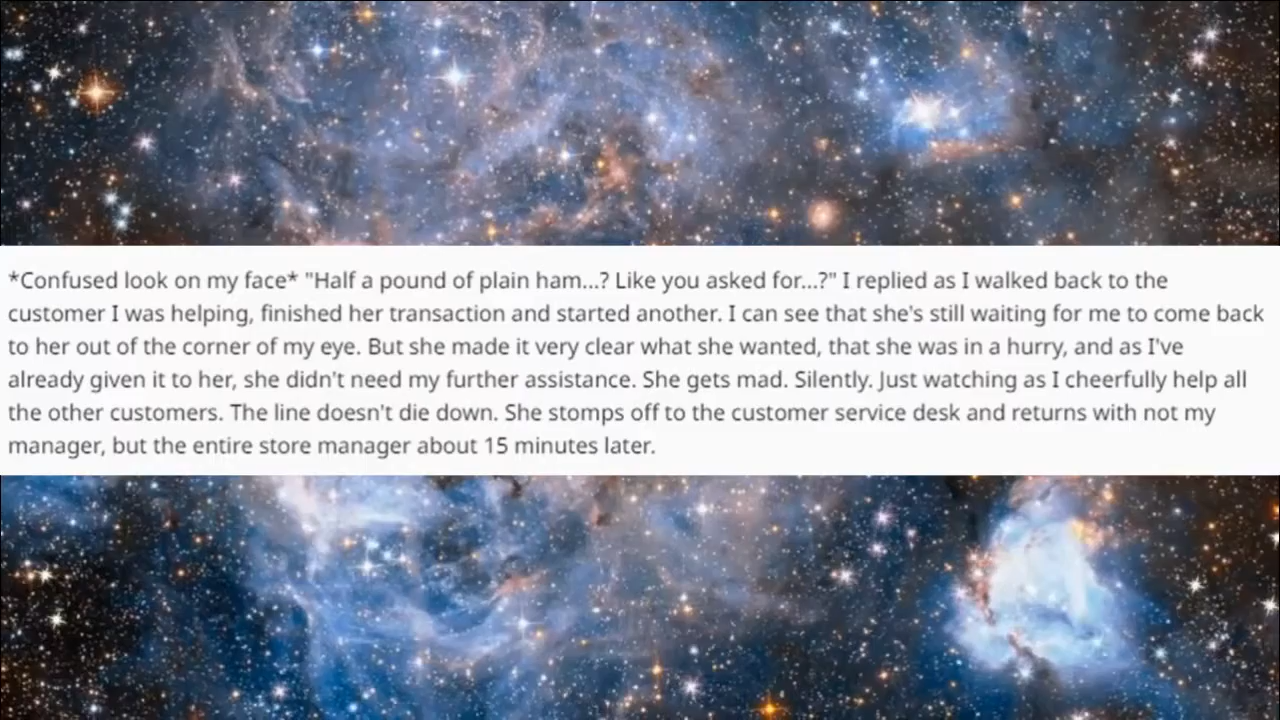 *Confused look on my face* "Half a pound of plain ham...? Like you asked for...?" I replied as I walked back to the
customer I was helping, finished her transaction and started another. I can see that she's still waiting for me to come back
to her out of the corner of my eye. But she made it very clear what she wanted, that she was in a hurry, and as I've
already given it to her, she didn't need my further assistance. She gets mad. Silently. Just watching as I cheerfully help all
the other customers. The line doesn't die down. She stomps off to the customer service desk and returns with not my
manager, but the entire store manager about 15 minutes later.